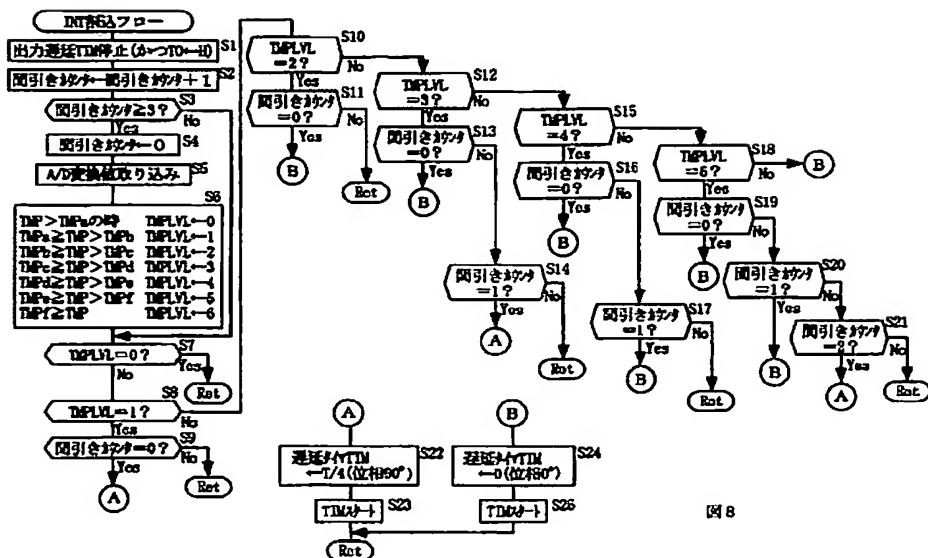 INT割込フロー
出力遅延TIM停止(かつTO←H)
S1
間引きカウンタ←間引きカウンタ+1
S2
間引きカウンタ≧3?
S3
Yes
No
間引きカウンタ←0
S4
A/D変換値取り込み
S5
S6
TMP>TMPaの時 TMPLVL←0
TMPa≧TMP>TMPb TMPLVL←1
TMPb≧TMP>TMPc TMPLVL←2
TMPc≧TMP>TMPd TMPLVL←3
TMPd≧TMP>TMPe TMPLVL←4
TMPe≧TMP>TMPf TMPLVL←5
TMPf≧TMP TMPLVL←6
TMPLVL=0?
S7
Yes
No
Ret
TMPLVL=1?
S8
Yes
No
間引きカウンタ=0?
S9
Yes
No
A
Ret
TMPLVL
=2?
S10
Yes
No
間引きカウンタ
=0?
S11
Yes
No
B
Ret
TMPLVL
=3?
S12
Yes
No
間引きカウンタ
=0?
S13
Yes
No
B
間引きカウンタ
=1?
S14
Yes
No
A
Ret
TMPLVL
=4?
S15
Yes
No
間引きカウンタ
=0?
S16
Yes
No
B
間引きカウンタ
=1?
S17
Yes
No
B
Ret
TMPLVL
S18
Yes
No
B
間引きカウンタ
=0?
S19
Yes
No
B
間引きカウンタ
=1?
S20
Yes
No
B
間引きカウンタ
=2?
S21
Yes
No
A
Ret
A
遅延タイマTIM
←T/4(位相90°)
S22
TIMスタート
S23
Ret
B
遅延タイマTIM
←0(位相0°)
S24
TIMスタート
図8